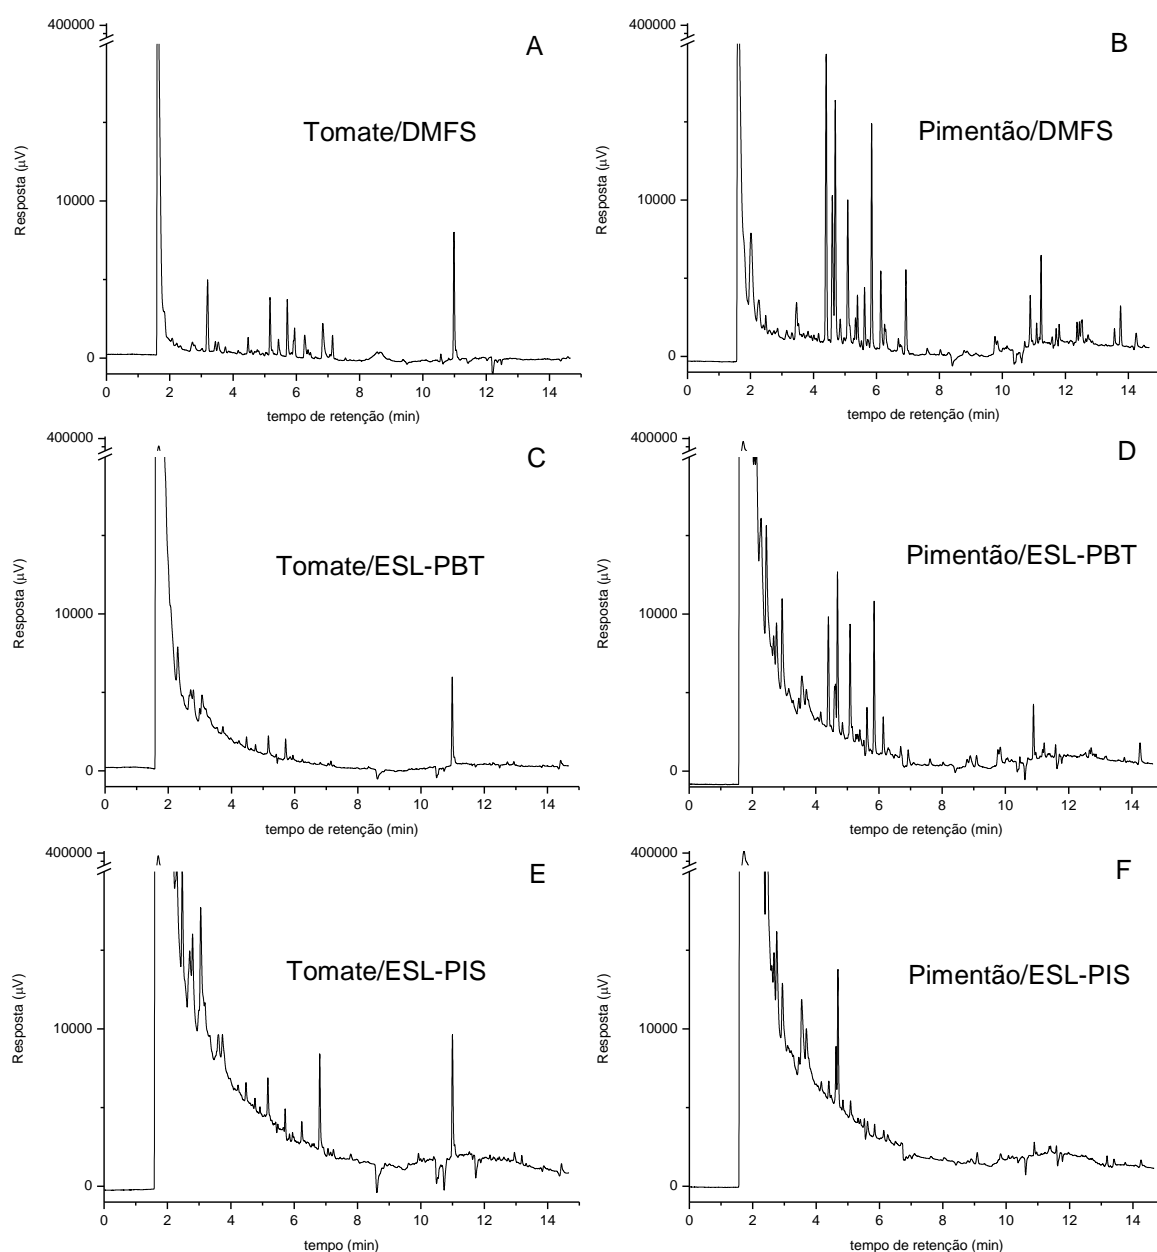 400000
A
Tomate/DMFS
Resposta (µV)
10000
0
0 2 4 6 8 10 12 14
tempo de retenção (min)
400000
B
Pimentão/DMFS
Resposta (µV)
10000
0
0 2 4 6 8 10 12 14
tempo de retenção (min)
400000
C
Tomate/ESL-PBT
Resposta (µV)
10000
0
0 2 4 6 8 10 12 14
tempo de retenção (min)
400000
D
Pimentão/ESL-PBT
Resposta (µV)
10000
0
0 2 4 6 8 10 12 14
tempo de retenção (min)
400000
E
Tomate/ESL-PIS
Resposta (µV)
10000
0
0 2 4 6 8 10 12 14
tempo (min)
400000
F
Pimentão/ESL-PIS
Resposta (µV)
10000
0
0 2 4 6 8 10 12 14
tempo de retenção (min)